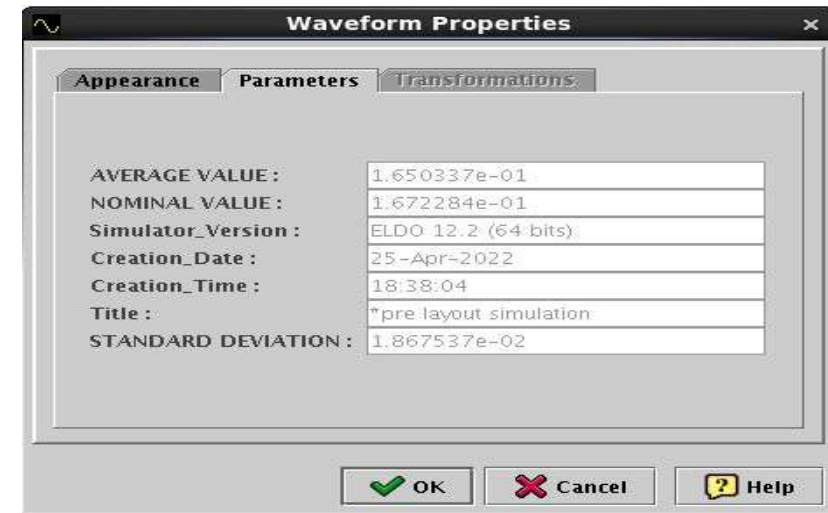 Waveform Properties
Appearance Parameters Transformations
AVERAGE VALUE : 1.650337e-01
NOMINAL VALUE : 1.672284e-01
Simulator_Version : ELDO 12.2 (64 bits)
Creation_Date : 25-Apr-2022
Creation_Time : 18:38:04
Title : *pre layout simulation
STANDARD DEVIATION : 1.867537e-02
OK Cancel ? Help